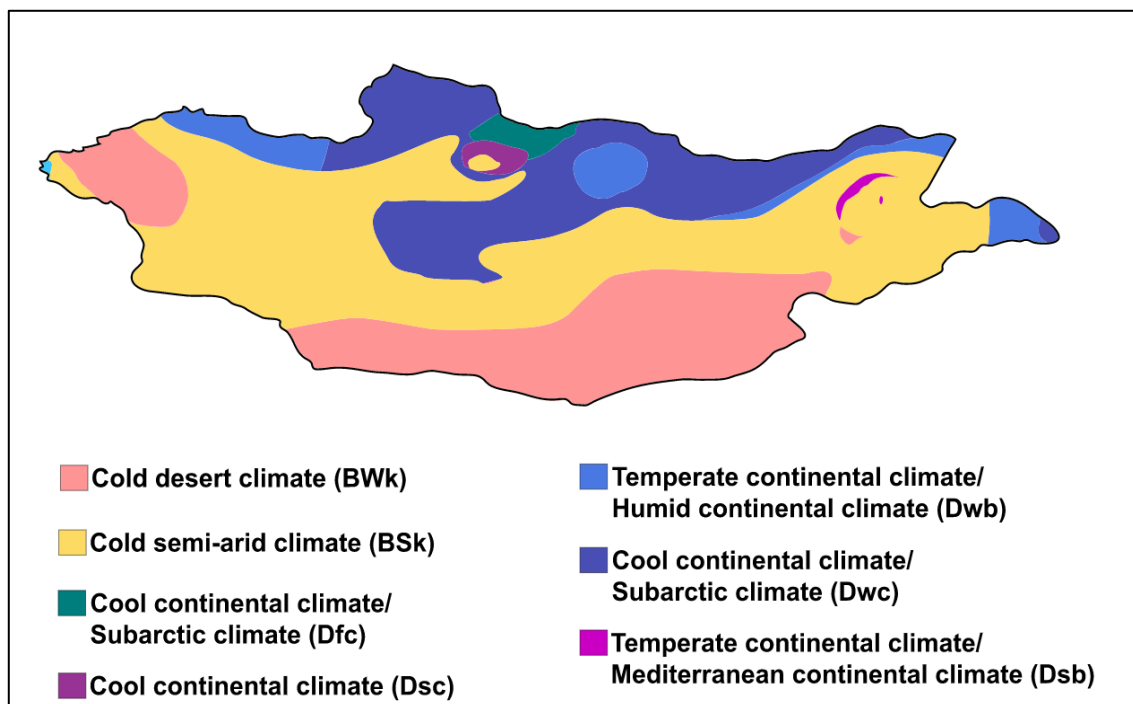 Cold desert climate (BWk)
Cold semi-arid climate (BSk)
Cool continental climate/
Subarctic climate (Dfc)
Cool continental climate (Dsc)
Temperate continental climate/
Humid continental climate (Dwb)
Cool continental climate/
Subarctic climate (Dwc)
Temperate continental climate/
Mediterranean continental climate (Dsb)